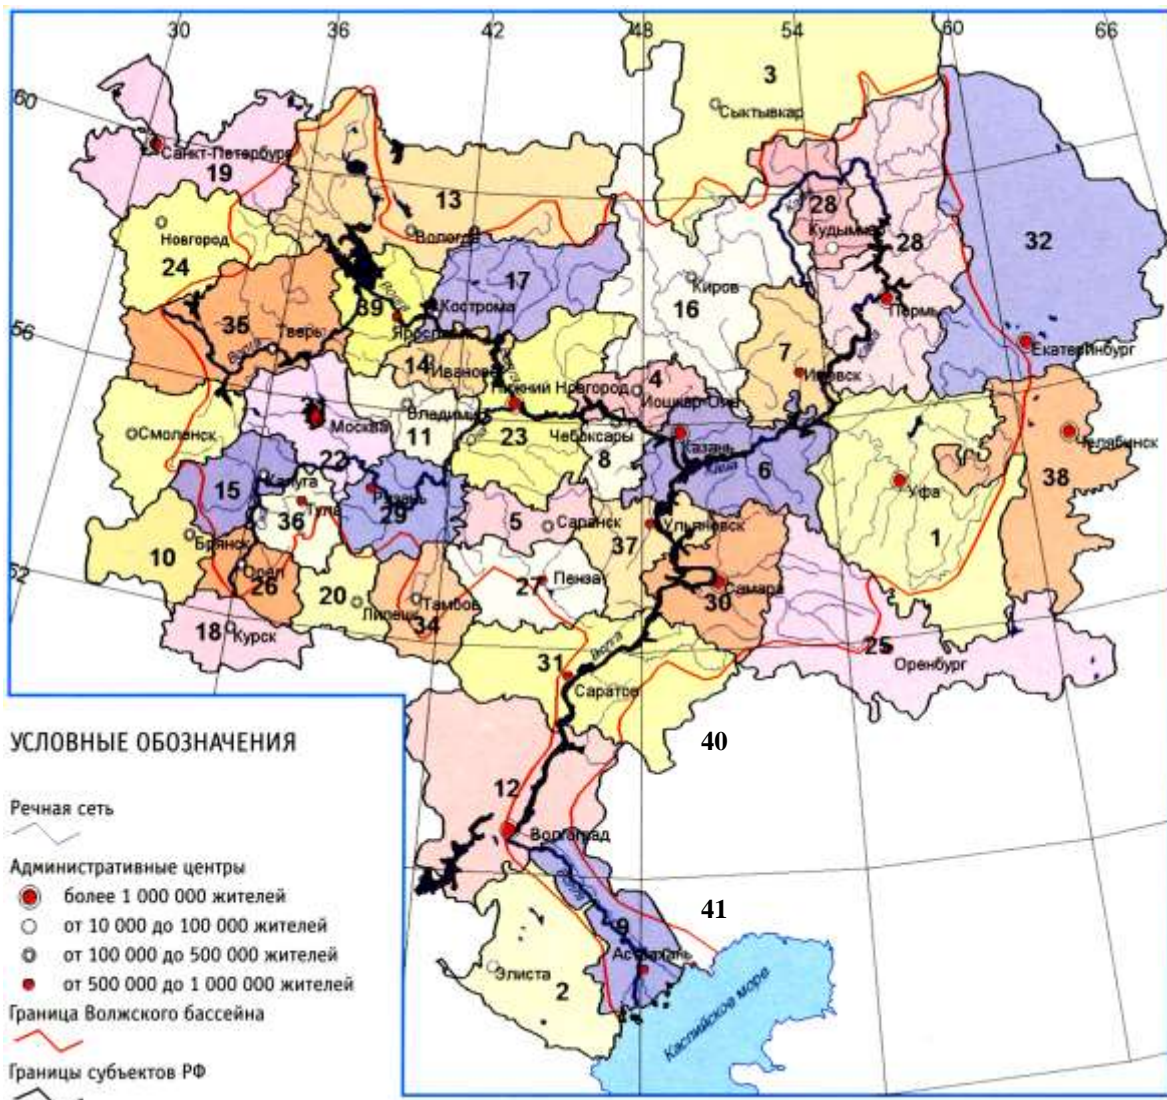 30 36 42 48 54 60 66
60
3
Сыктывкар
Санкт-Петербург
19
13
28
Новгород
Вологда
Кудымкар
28
32
24
17
Киров
16
39
Кострома
Пермь
35
Волга
Тверь
Ярославль
56
14
Иваново
7
Екатеринбург
Нижний Новгород
4
Ижевск
Йошкар-Ола
Владимир
Смоленск
Москва
11
23
Чебоксары
Казань
Челябинск
22
8
Кама
6
38
15
Калуга
Рязань
Уфа
Тула
36
29
5
Саранск
Ульяновск
1
10
Брянск
37
52
Орел
26
27
Пенза
Самара
30
20
Липецк
Тамбов
34
18
Курск
Волга
25
Оренбург
31
Саратов
40
12
Волгоград
Волга
41
9
Астрахань
Элиста
2
Каспийское море
УСЛОВНЫЕ ОБОЗНАЧЕНИЯ
Речная сеть
Административные центры
более 1 000 000 жителей
от 10 000 до 100 000 жителей
от 100 000 до 500 000 жителей
от 500 000 до 1 000 000 жителей
Граница Волжского бассейна
Границы субъектов РФ